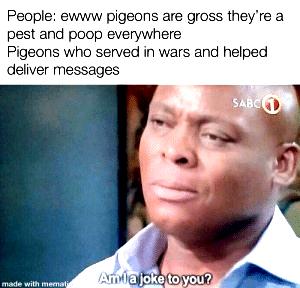 People: ewww pigeons are gross they're a
pest and poop everywhere
Pigeons who served in wars and helped
deliver messages
SABC 1
Am I a joke to you?
made with memati